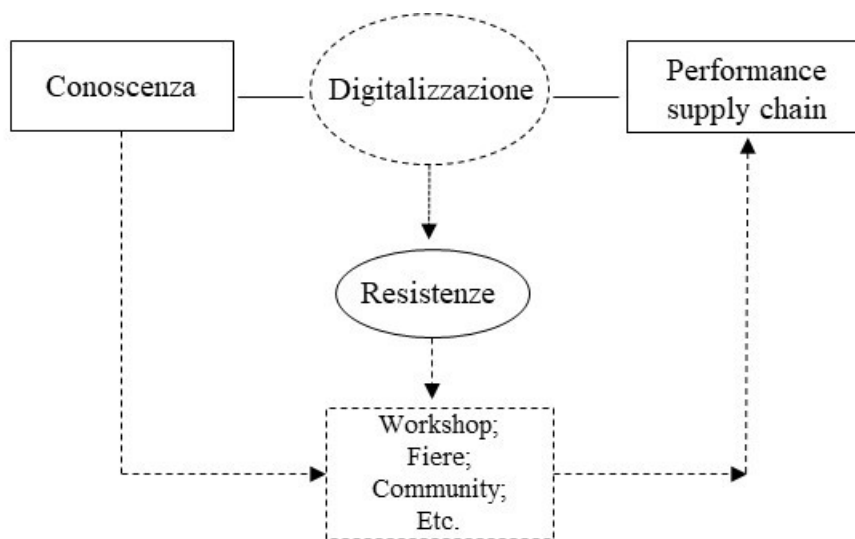 Conoscenza
Digitalizzazione
Performance
supply chain
Resistenze
Workshop;
Fiere;
Community;
Etc.